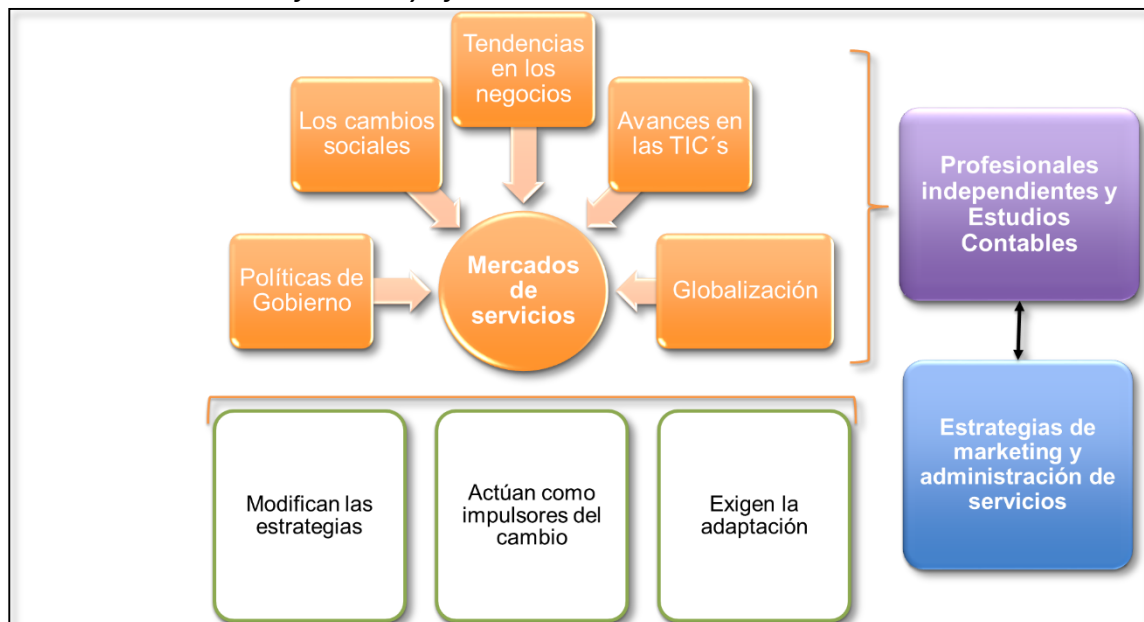 Tendencias
en los
negocios
Los cambios
sociales
Avances en
las TIC´s
Políticas de
Gobierno
Mercados
de
servicios
Globalización
Profesionales
independientes y
Estudios
Contables
Modifican las
estrategias
Actúan como
impulsores del
cambio
Exigen la
adaptación
Estrategias de
marketing y
administración de
servicios